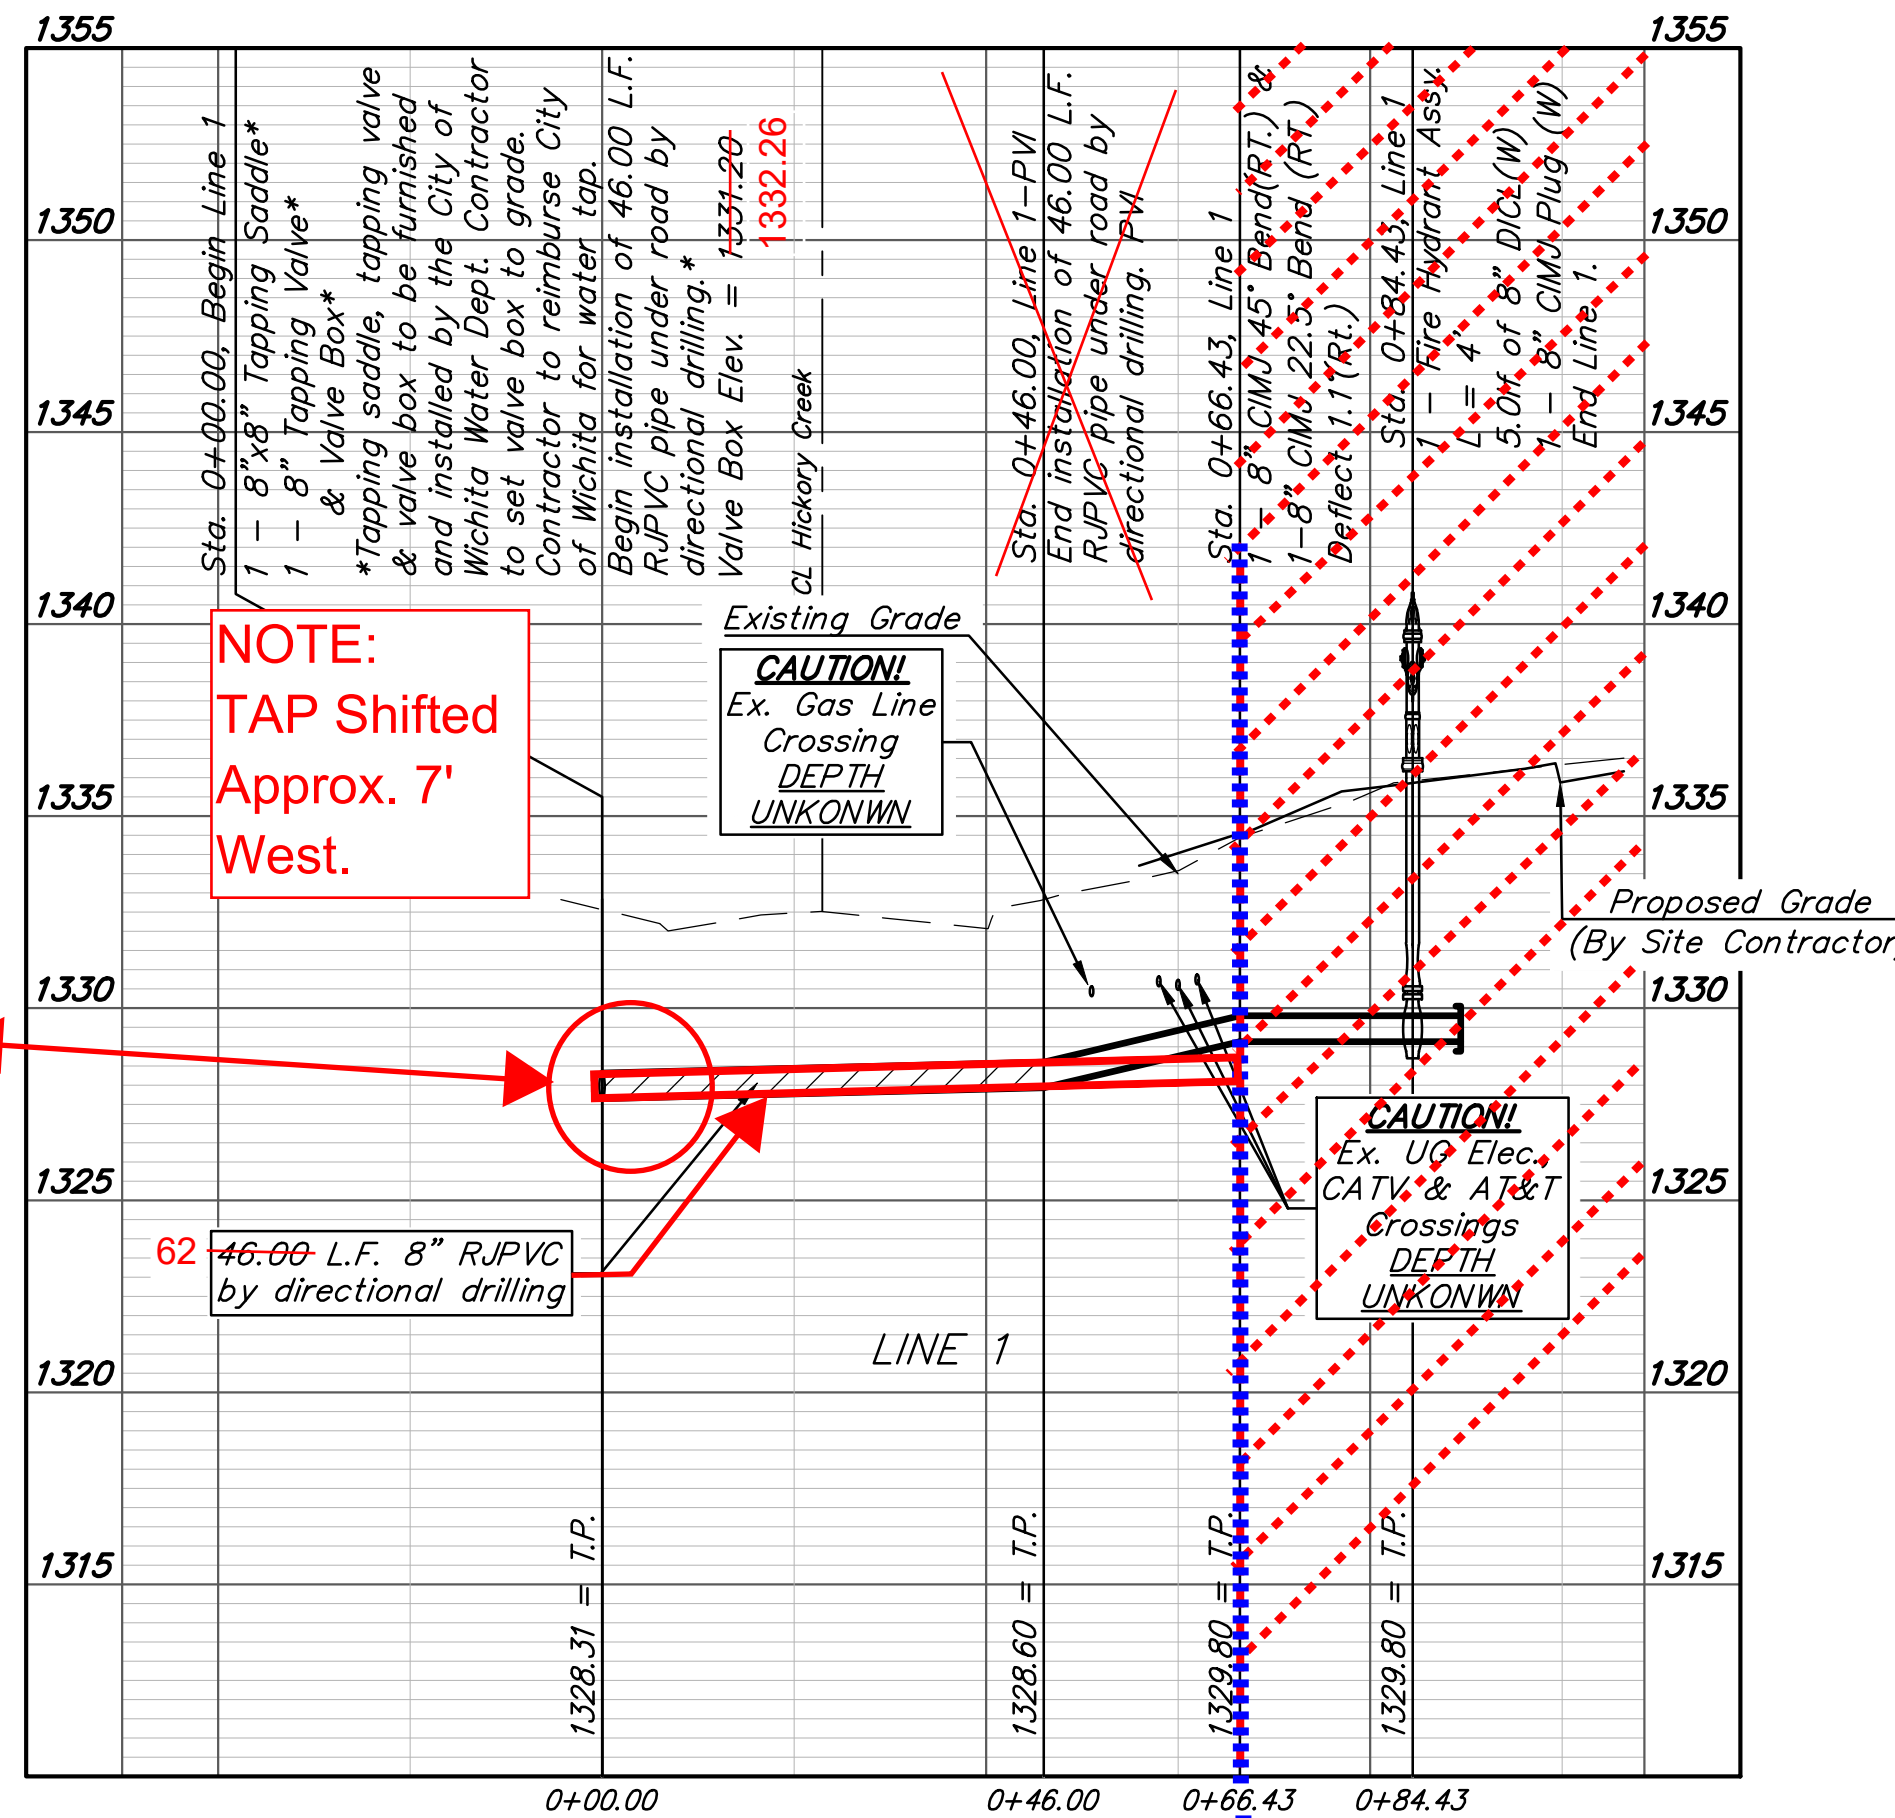 1355
1355
Sta. 0+00.00, Begin Line 1
1 - 8"x8" Tapping Saddle*
1 - 8" Tapping Valve*
& Valve Box*
*Tapping saddle, tapping valve
& valve box to be furnished
and installed by the City of
Wichita Water Dept. Contractor
to set valve box to grade.
Contractor to reimburse City
of Wichita for water tap.
Begin installation of 46.00 L.F.
RJPVC pipe under road by
directional drilling.*
Valve Box Elev. = 1331.20
1332.26
CL Hickory Creek
Sta. 0+46.00, Line 1-PVI
End installation of 46.00 L.F.
RJPVC pipe under road by
directional drilling. PVI
Sta. 0+66.43, Line 1
1 - 8" CIMJ 45° Bend(RT.) &
1-8" CIMJ 22.5° Bend (RT.)
Deflect 1.1°(Rt.)
Sta. 0+84.43, Line 1
1 - Fire Hydrant Assy.
L = 4'
5.0lf of 8" DICL(W)
1 - 8" CIMJ Plug (W)
End Line 1.
1350
1350
1345
1345
1340
1340
NOTE:
TAP Shifted
Approx. 7'
West.
Existing Grade
CAUTION!
Ex. Gas Line
Crossing
DEPTH
UNKONWN
1335
1335
Proposed Grade
(By Site Contractor)
1330
1330
CAUTION!
Ex. UG Elec.,
CATV & AT&T
Crossings
DEPTH
UNKONWN
1325
1325
62 46.00 L.F. 8" RJPVC
by directional drilling
LINE 1
1320
1320
1315
1315
1328.31 = T.P.
1328.60 = T.P.
1329.80 = T.P.
1329.80 = T.P.
0+00.00
0+46.00
0+66.43
0+84.43